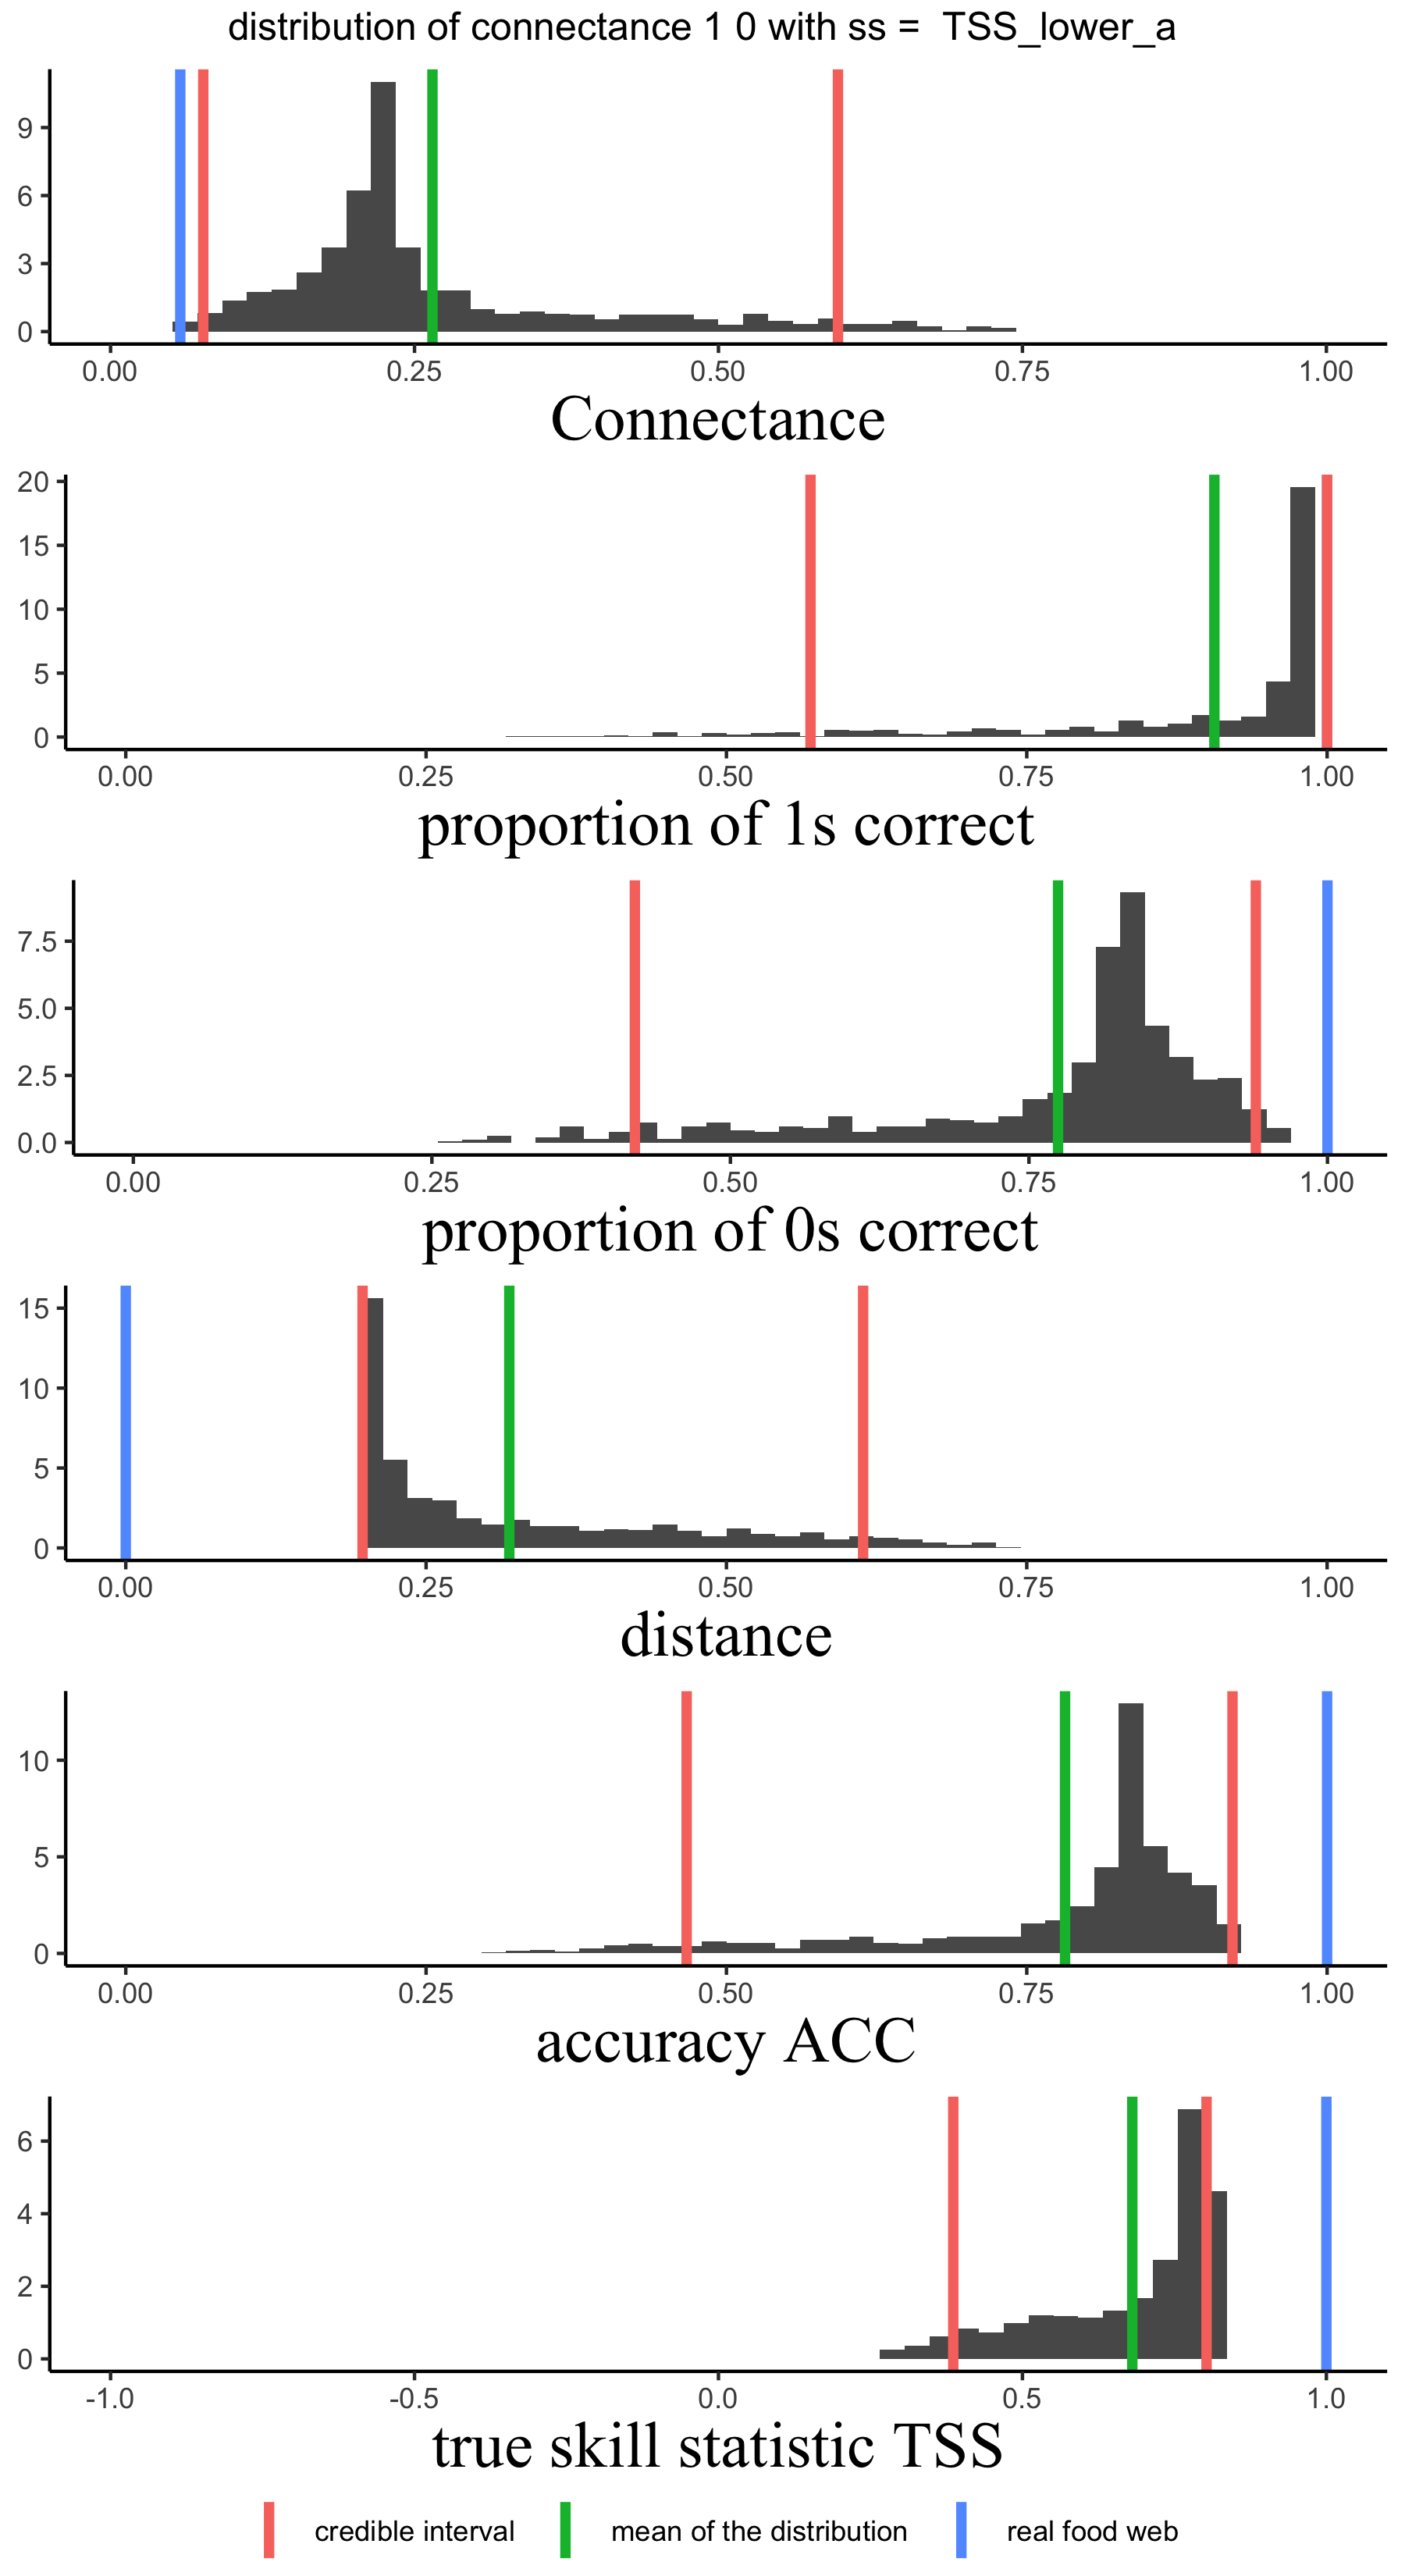 distribution of connectance 1 0 with ss =  TSS_lower_a
9
6
3
0
0.00 0.25 0.50 0.75 1.00
Connectance
20
15
10
5
0
0.00 0.25 0.50 0.75 1.00
proportion of 1s correct
7.5
5.0
2.5
0.0
0.00 0.25 0.50 0.75 1.00
proportion of 0s correct
15
10
5
0
0.00 0.25 0.50 0.75 1.00
distance
10
5
0
0.00 0.25 0.50 0.75 1.00
accuracy ACC
6
4
2
0
-1.0 -0.5 0.0 0.5 1.0
true skill statistic TSS
credible interval mean of the distribution real food web